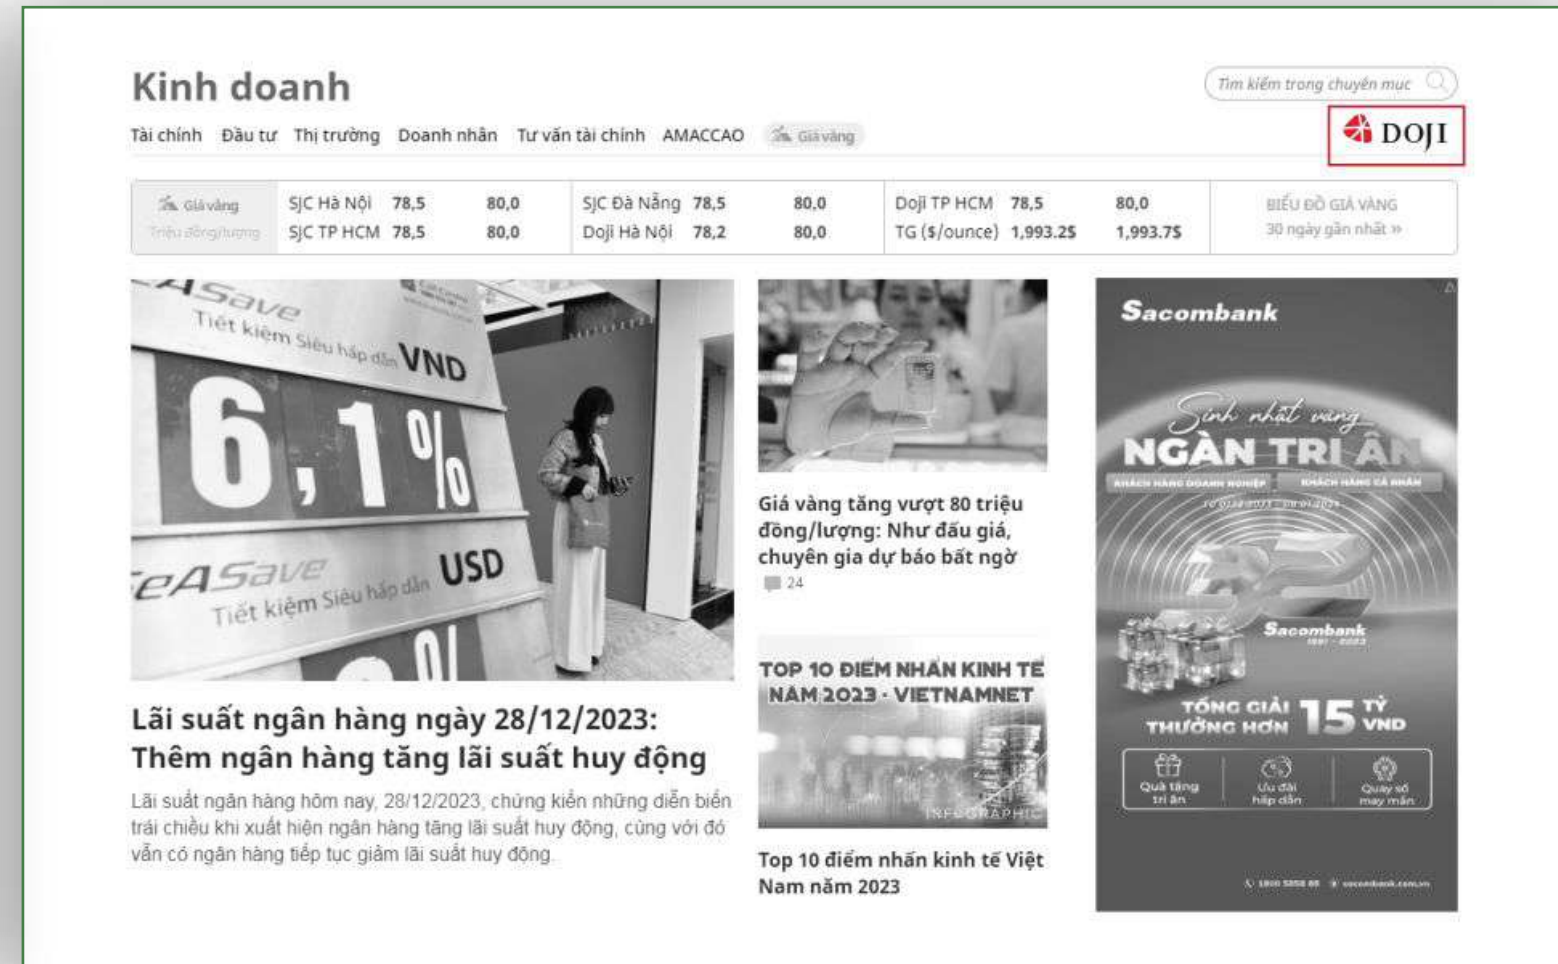 Kinh doanh
Tìm kiếm trong chuyên mục
Tài chính Đầu tư Thị trường Doanh nhân Tư vấn tài chính AMACCAO Giá vàng
DOJI
Giá vàng
Triệu đồng/lượng
SJC Hà Nội 78,5 80,0
SJC TP HCM 78,5 80,0
SJC Đà Nẵng 78,5 80,0
Doji Hà Nội 78,2 80,0
Doji TP HCM 78,5 80,0
TG ($/ounce) 1,993.2$ 1,993.7$
BIỂU ĐỒ GIÁ VÀNG
30 ngày gần nhất »
ASave
Tiết kiệm Siêu hấp dẫn VND
6,1%
eASave
Tiết kiệm Siêu hấp dẫn USD
%
Lãi suất ngân hàng ngày 28/12/2023:
Thêm ngân hàng tăng lãi suất huy động
Lãi suất ngân hàng hôm nay, 28/12/2023, chứng kiến những diễn biến
trái chiều khi xuất hiện ngân hàng tăng lãi suất huy động, cùng với đó
vẫn có ngân hàng tiếp tục giảm lãi suất huy động.
Giá vàng tăng vượt 80 triệu
đồng/lượng: Như đấu giá,
chuyên gia dự báo bất ngờ
24
TOP 10 ĐIỂM NHẤN KINH TẾ
NĂM 2023 - VIETNAMNET
INFOGRAPHIC
Top 10 điểm nhấn kinh tế Việt
Nam năm 2023
Sacombank
Sinh nhật vàng
NGÀN TRI ÂN
KHÁCH HÀNG DOANH NGHIỆP KHÁCH HÀNG CÁ NHÂN
Sacombank
1991 - 2023
TỔNG GIẢI
THƯỞNG HƠN 15 TỶ
VND
Quà tặng
tri ân
Ưu đãi
hấp dẫn
Quay số
may mắn
1800 5858 88 sacombank.com.vn